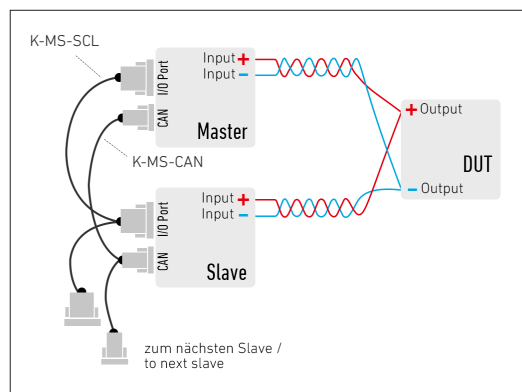 K-MS-SCL
I/O Port
Input +
Input -
CAN
Master
K-MS-CAN
+ Output
DUT
- Output
I/O Port
Input +
Input -
CAN
Slave
zum nächsten Slave /
to next slave